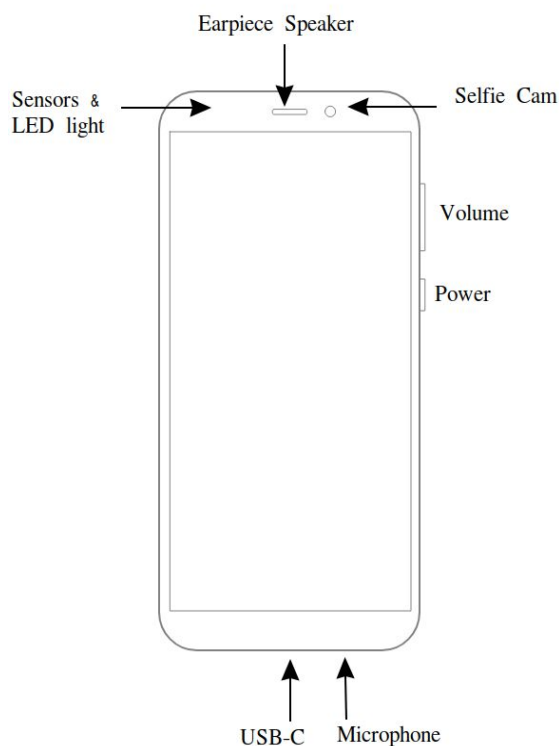 Earpiece Speaker
Sensors &
LED light
Selfie Cam
Volume
Power
USB-C
Microphone